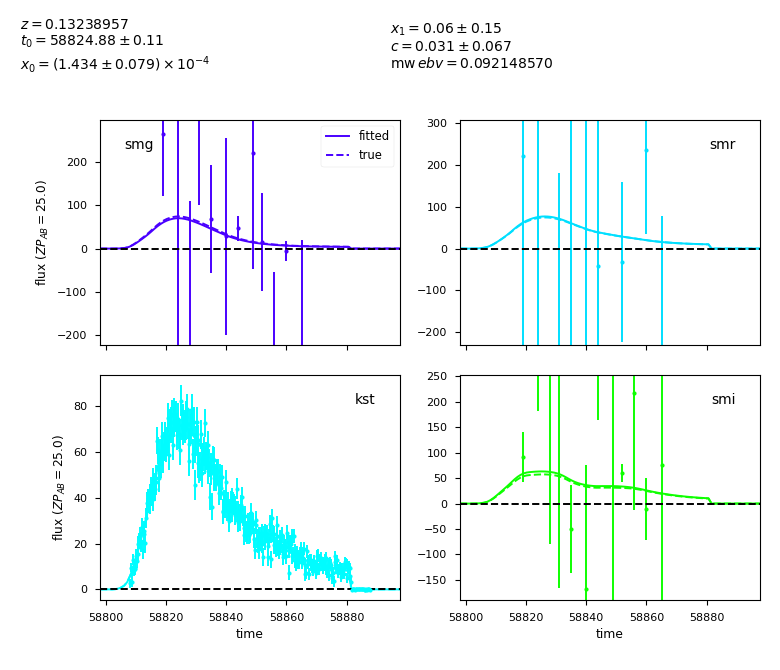 z = 0.13238957
t₀ = 58824.88 ± 0.11
x₀ = (1.434 ± 0.079) × 10⁻⁴
x₁ = 0.06 ± 0.15
c = 0.031 ± 0.067
mw ebv = 0.092148570
smg
fitted
true
200
100
0
−100
−200
flux (ZP_AB = 25.0)
smr
300
200
100
0
−100
−200
kst
80
60
40
20
0
flux (ZP_AB = 25.0)
58800
58820
58840
58860
58880
time
smi
250
200
150
100
50
0
−50
−100
−150
58800
58820
58840
58860
58880
time